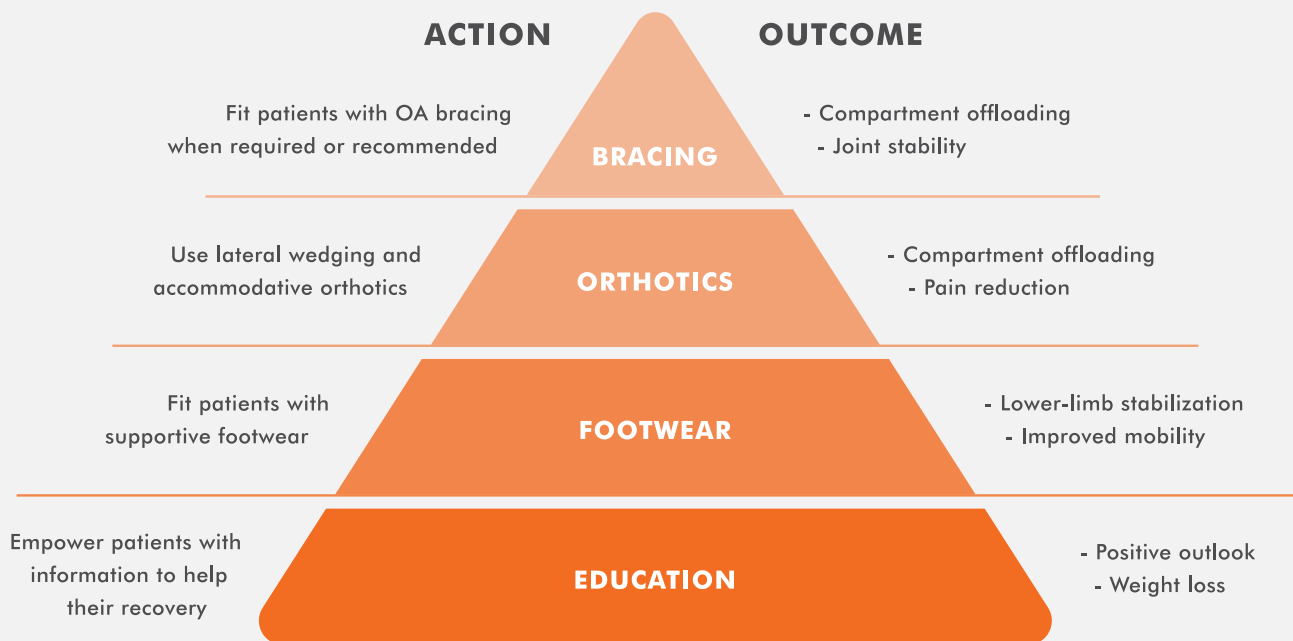 ACTION
OUTCOME
Fit patients with OA bracing
when required or recommended
BRACING
- Compartment offloading
- Joint stability
Use lateral wedging and
accommodative orthotics
ORTHOTICS
- Compartment offloading
- Pain reduction
Fit patients with
supportive footwear
FOOTWEAR
- Lower-limb stabilization
- Improved mobility
Empower patients with
information to help
their recovery
EDUCATION
- Positive outlook
- Weight loss